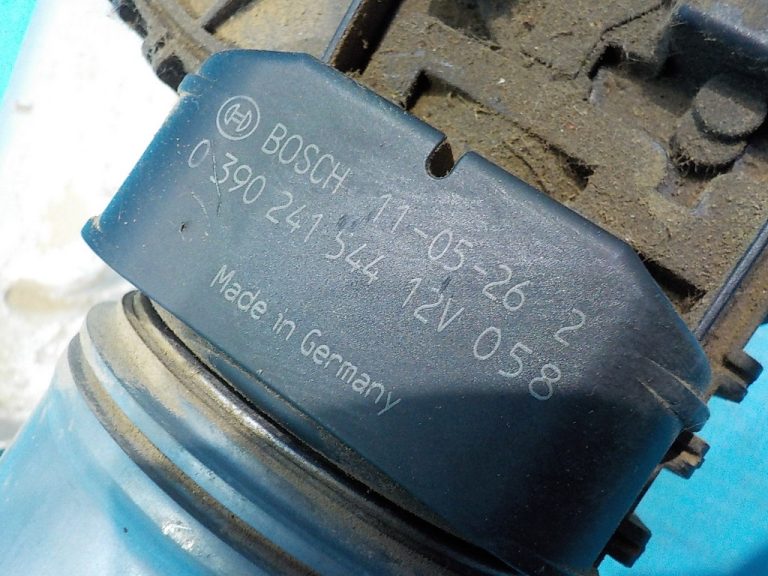 BOSCH 11-05-26 2
0 390 241 544 12V 058
Made in Germany